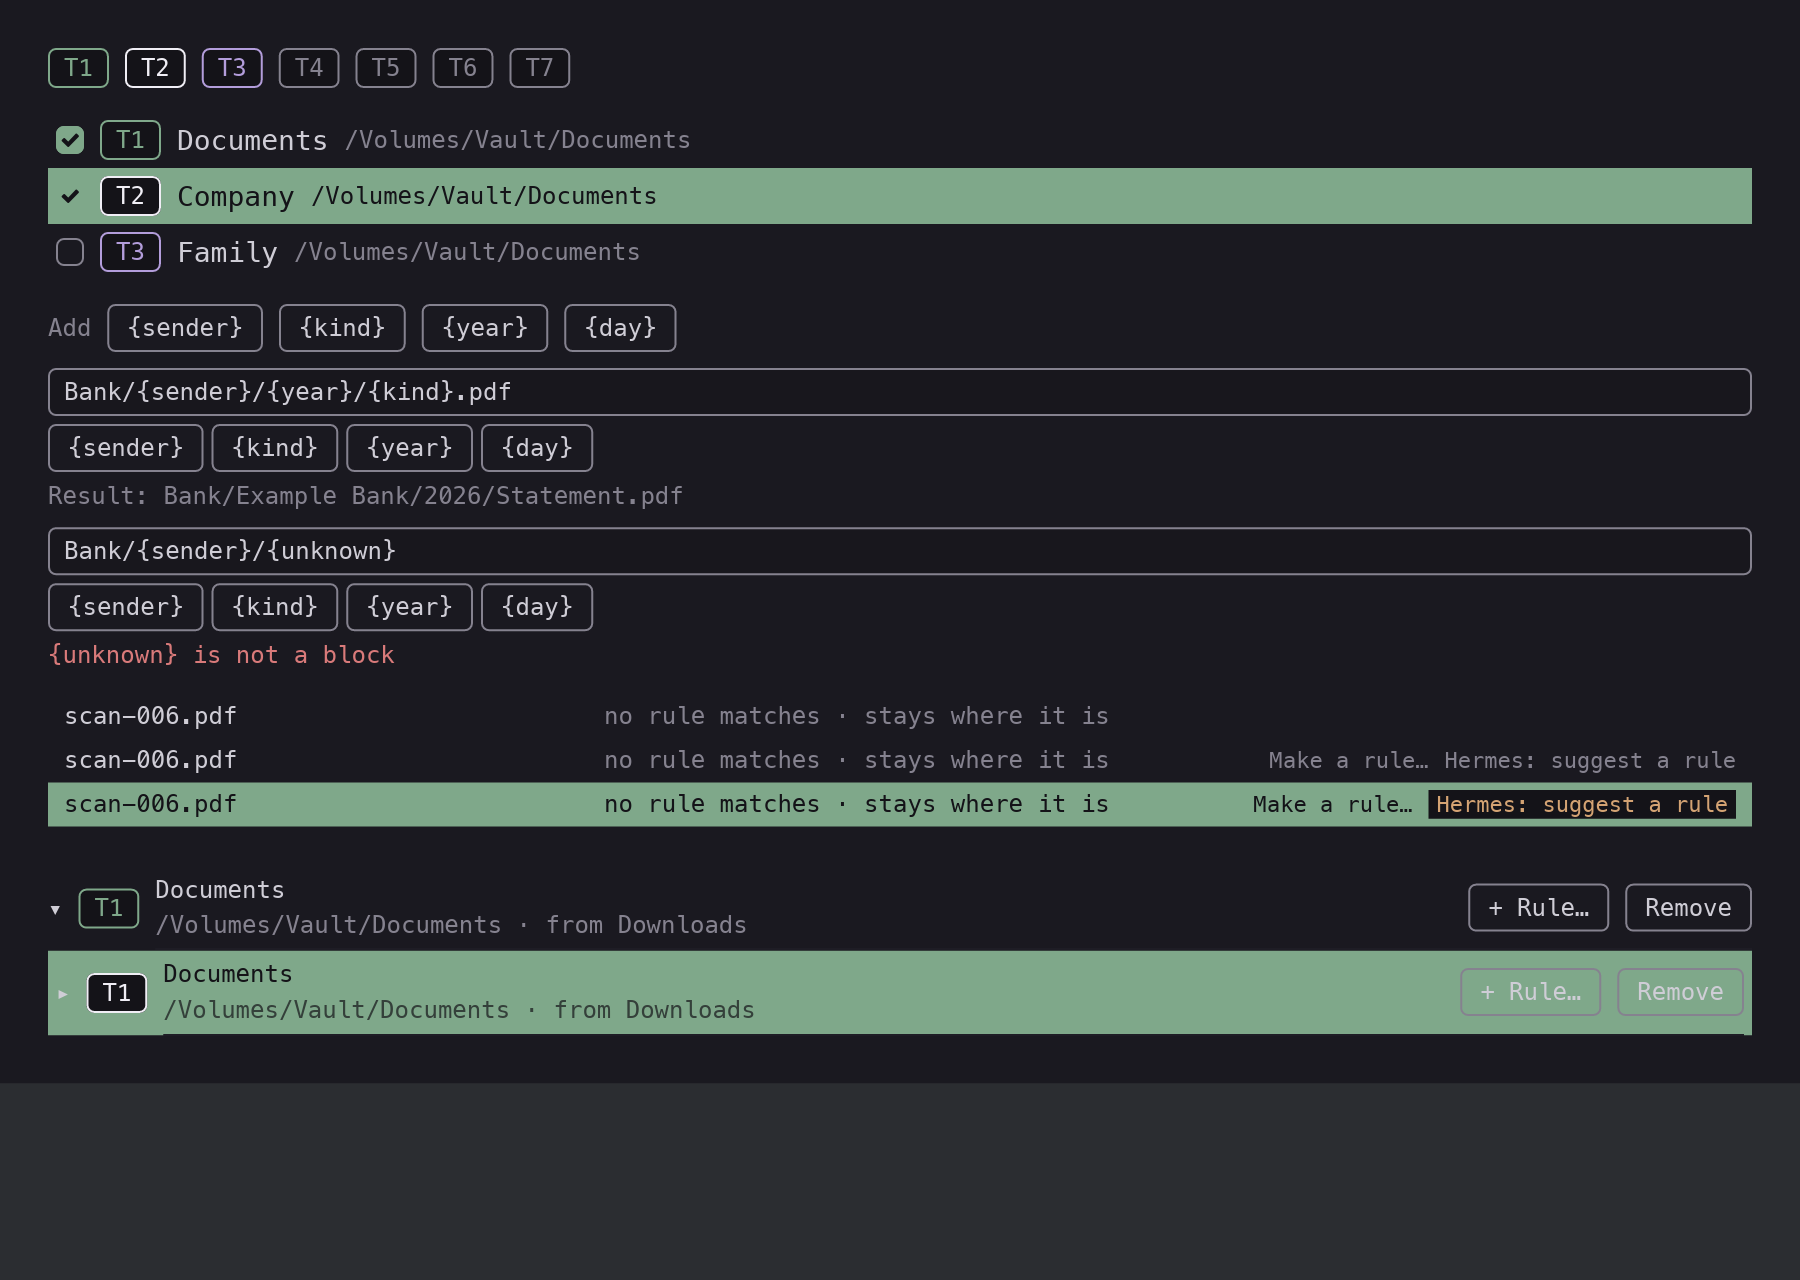 T1 T2 T3 T4 T5 T6 T7
T1 Documents /Volumes/Vault/Documents
T2 Company /Volumes/Vault/Documents
T3 Family /Volumes/Vault/Documents
Add {sender} {kind} {year} {day}
Bank/{sender}/{year}/{kind}.pdf
{sender} {kind} {year} {day}
Result: Bank/Example Bank/2026/Statement.pdf
Bank/{sender}/{unknown}
{sender} {kind} {year} {day}
{unknown} is not a block
scan-006.pdf no rule matches · stays where it is
scan-006.pdf no rule matches · stays where it is Make a rule… Hermes: suggest a rule
scan-006.pdf no rule matches · stays where it is Make a rule… Hermes: suggest a rule
T1 Documents + Rule… Remove
/Volumes/Vault/Documents · from Downloads
T1 Documents + Rule… Remove
/Volumes/Vault/Documents · from Downloads